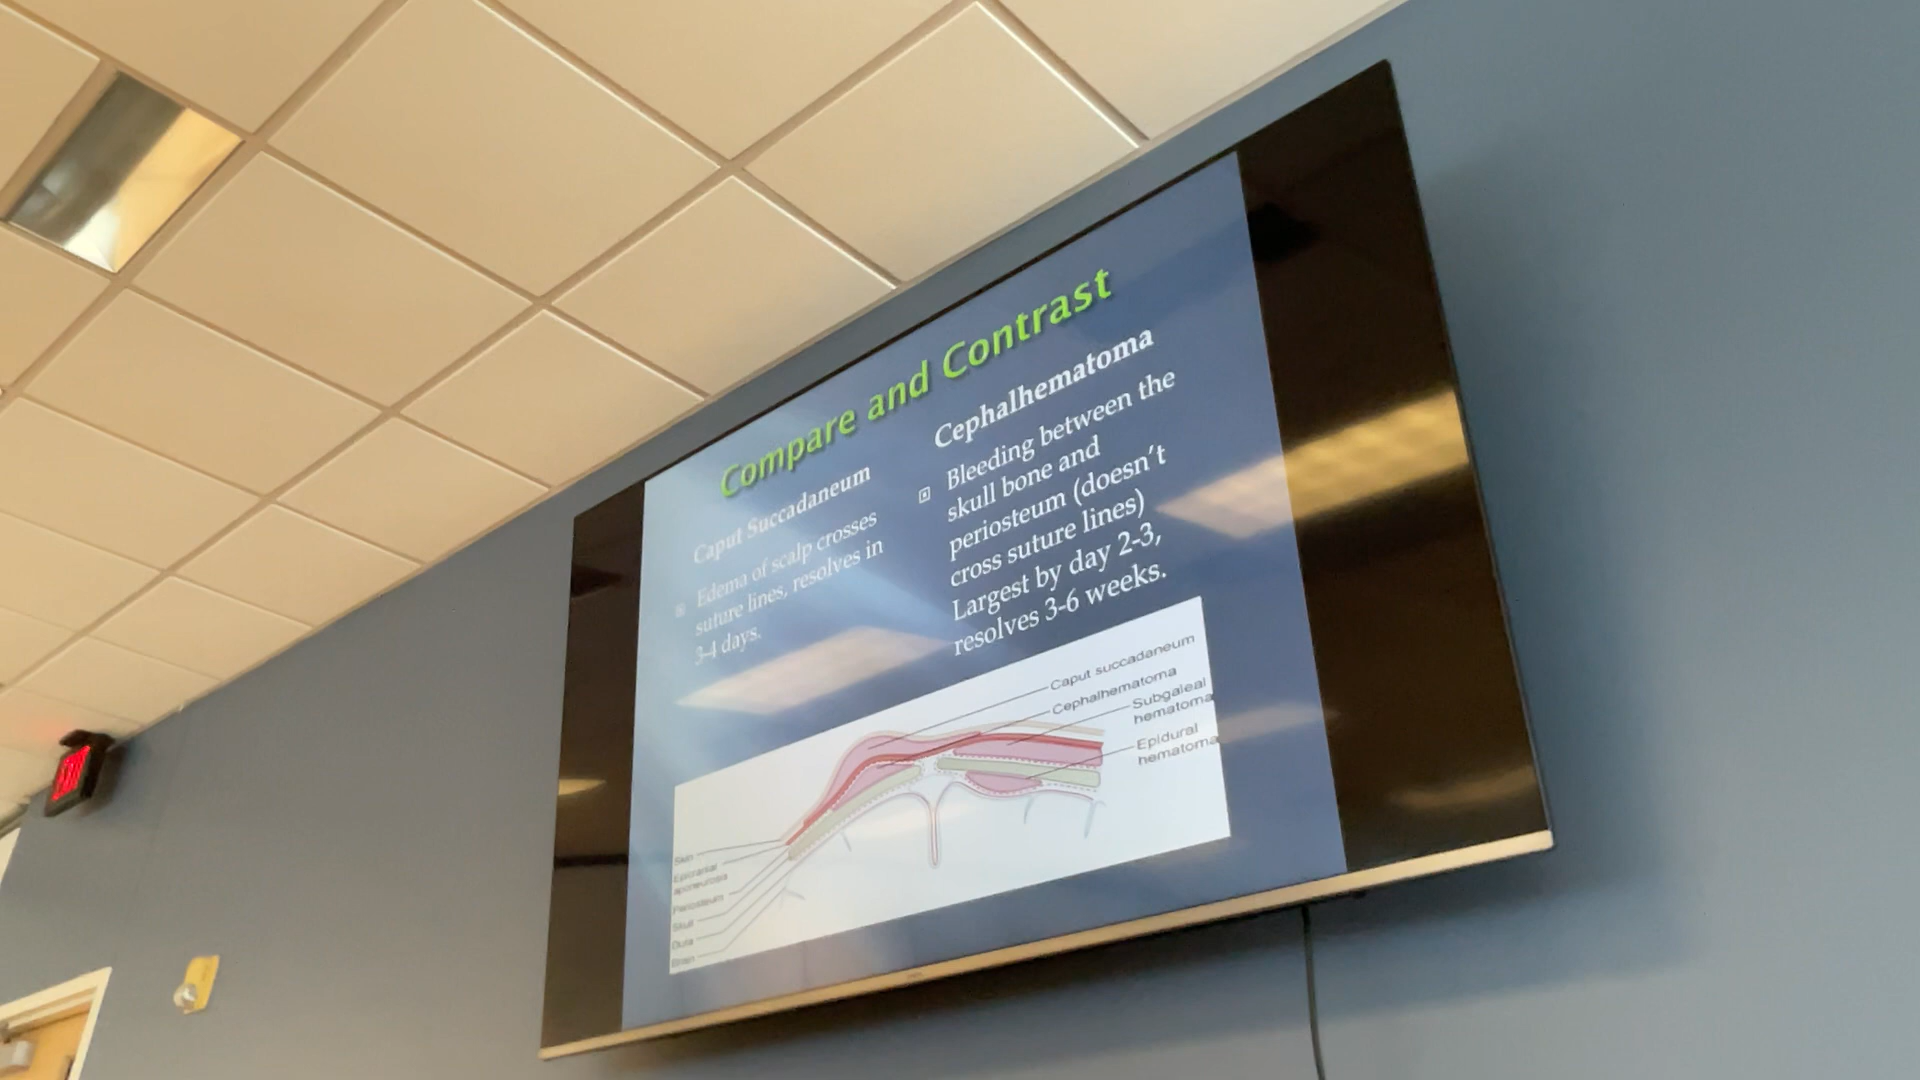 Compare and Contrast
Caput Succadaneum
Edema of scalp crosses
suture lines, resolves in
3-4 days.
Cephalhematoma
Bleeding between the
skull bone and
periosteum (doesn't
cross suture lines)
Largest by day 2-3,
resolves 3-6 weeks.
Caput succadaneum
Cephalhematoma
Subgaleal
hematoma
Epidural
hematoma
Skin
Epicranial
aponeurosis
Periosteum
Skull
Dura
Brain